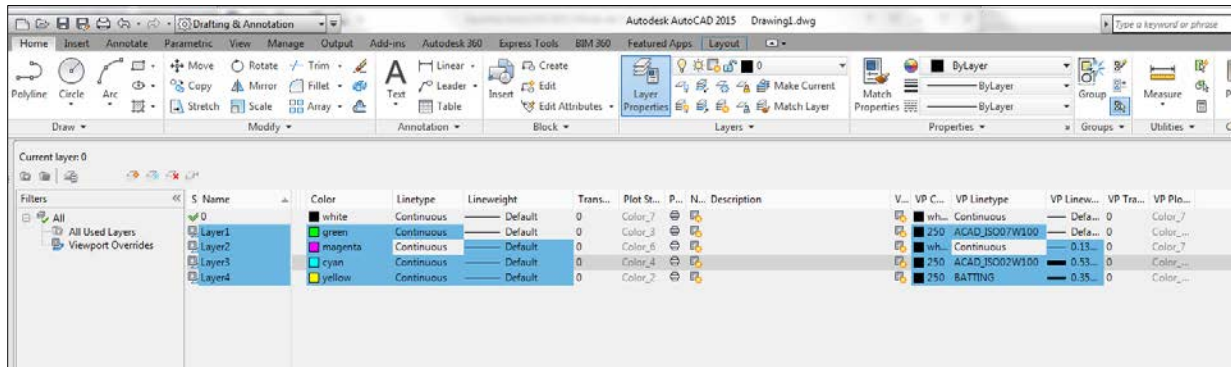 Drafting & Annotation Autodesk AutoCAD 2015 Drawing1.dwg Type a keyword or phrase
Home Insert Annotate Parametric View Manage Output Add-ins Autodesk 360 Express Tools BIM 360 Featured Apps Layout
Move Rotate Trim Linear Create 0 ByLayer
Polyline Circle Arc Copy Mirror Fillet Text Leader Insert Edit Layer Properties Make Current Match Properties ByLayer Group Measure
Stretch Scale Array Table Edit Attributes Match Layer ByLayer
Draw Modify Annotation Block Layers Properties Groups Utilities
Current layer: 0
Filters S Name Color Linetype Lineweight Trans... Plot St... P... N... Description V... VP C... VP Linetype VP Linew... VP Tra... VP Plo...
All 0 white Continuous Default 0 Color_7 wh... Continuous Defa... 0 Color_7
All Used Layers Layer1 green Continuous Default 0 Color_3 250 ACAD_ISO07W100 Defa... 0 Color_...
Viewport Overrides Layer2 magenta Continuous Default 0 Color_6 wh... Continuous 0.13... 0 Color_7
Layer3 cyan Continuous Default 0 Color_4 250 ACAD_ISO02W100 0.53... 0 Color_...
Layer4 yellow Continuous Default 0 Color_2 250 BATTING 0.35... 0 Color_...